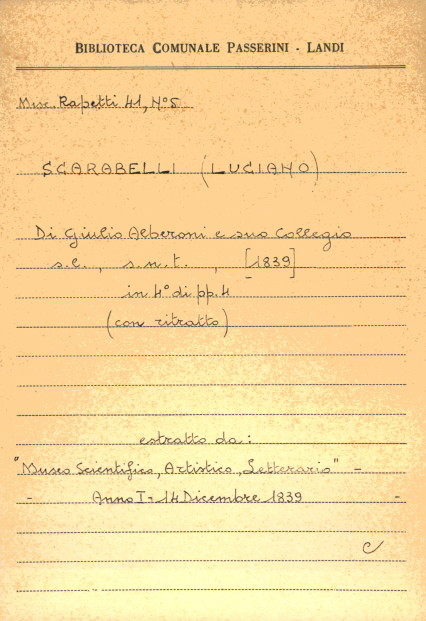 BIBLIOTECA COMUNALE PASSERINI - LANDI
Misc. Rapetti 41, N°5
SCARABELLI (LUCIANO)
Di Giulio Alberoni e suo Collegio
s.l., s.n.t., [1839]
in 4° di pp. 4
(con ritratto)
estratto da:
"Museo Scientifico, Artistico, Letterario" -
- Anno I - 14 Dicembre 1839 -
C